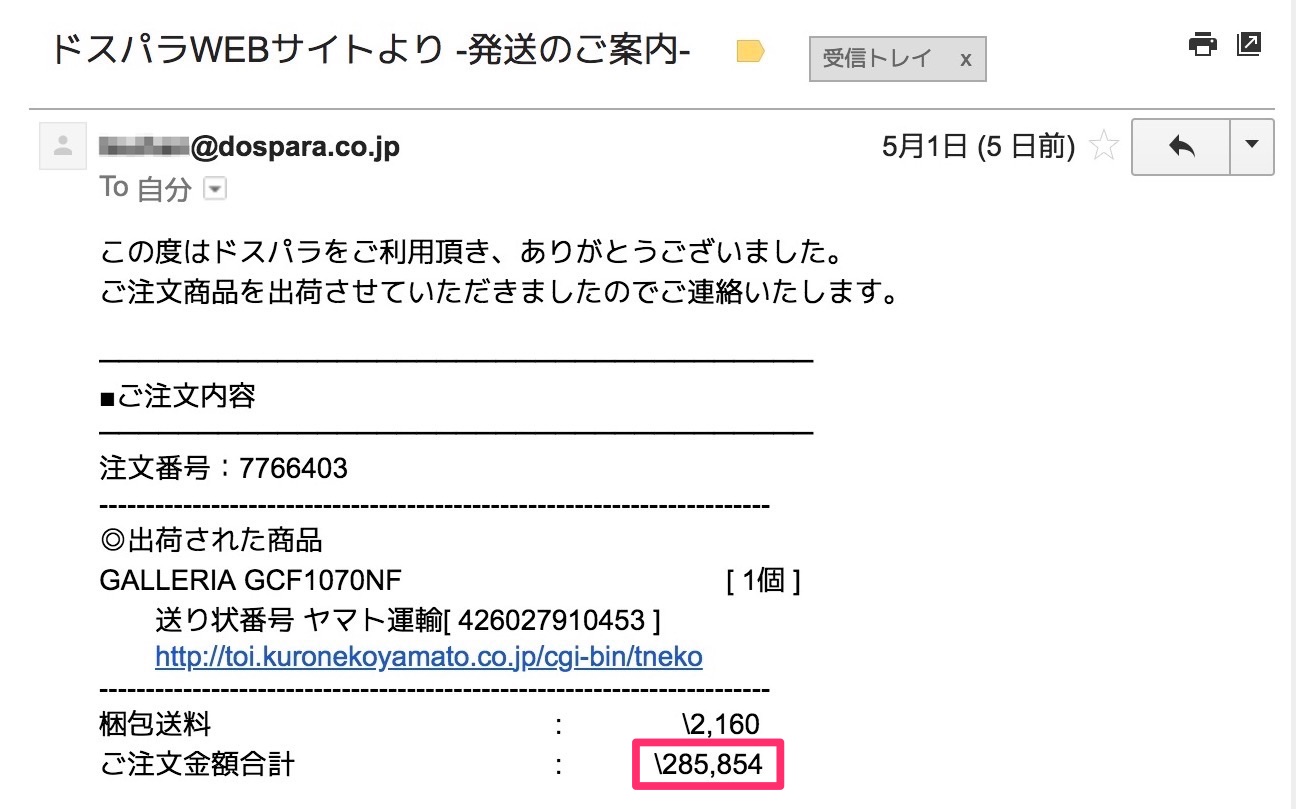 ドスパラWEBサイトより -発送のご案内-
受信トレイ x
@dospara.co.jp
5月1日 (5 日前)
To 自分
この度はドスパラをご利用頂き、ありがとうございました。
ご注文商品を出荷させていただきましたのでご連絡いたします。
■ご注文内容
注文番号：7766403
------------------------------------------------------------------------
◎出荷された商品
GALLERIA GCF1070NF [ 1個 ]
送り状番号 ヤマト運輸[ 426027910453 ]
http://toi.kuronekoyamato.co.jp/cgi-bin/tneko
------------------------------------------------------------------------
梱包送料 : \2,160
ご注文金額合計 : \285,854